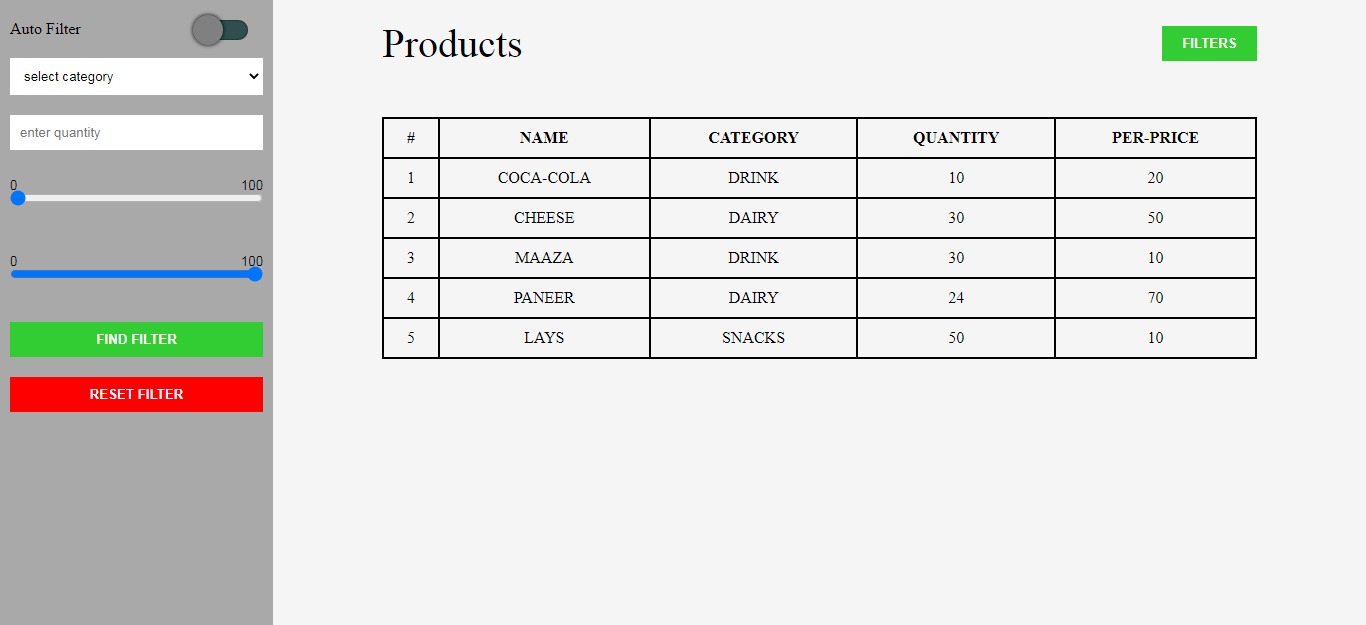 Auto Filter
select category
enter quantity
0 100
0 100
FIND FILTER
RESET FILTER
Products
FILTERS
# NAME CATEGORY QUANTITY PER-PRICE
1 COCA-COLA DRINK 10 20
2 CHEESE DAIRY 30 50
3 MAAZA DRINK 30 10
4 PANEER DAIRY 24 70
5 LAYS SNACKS 50 10